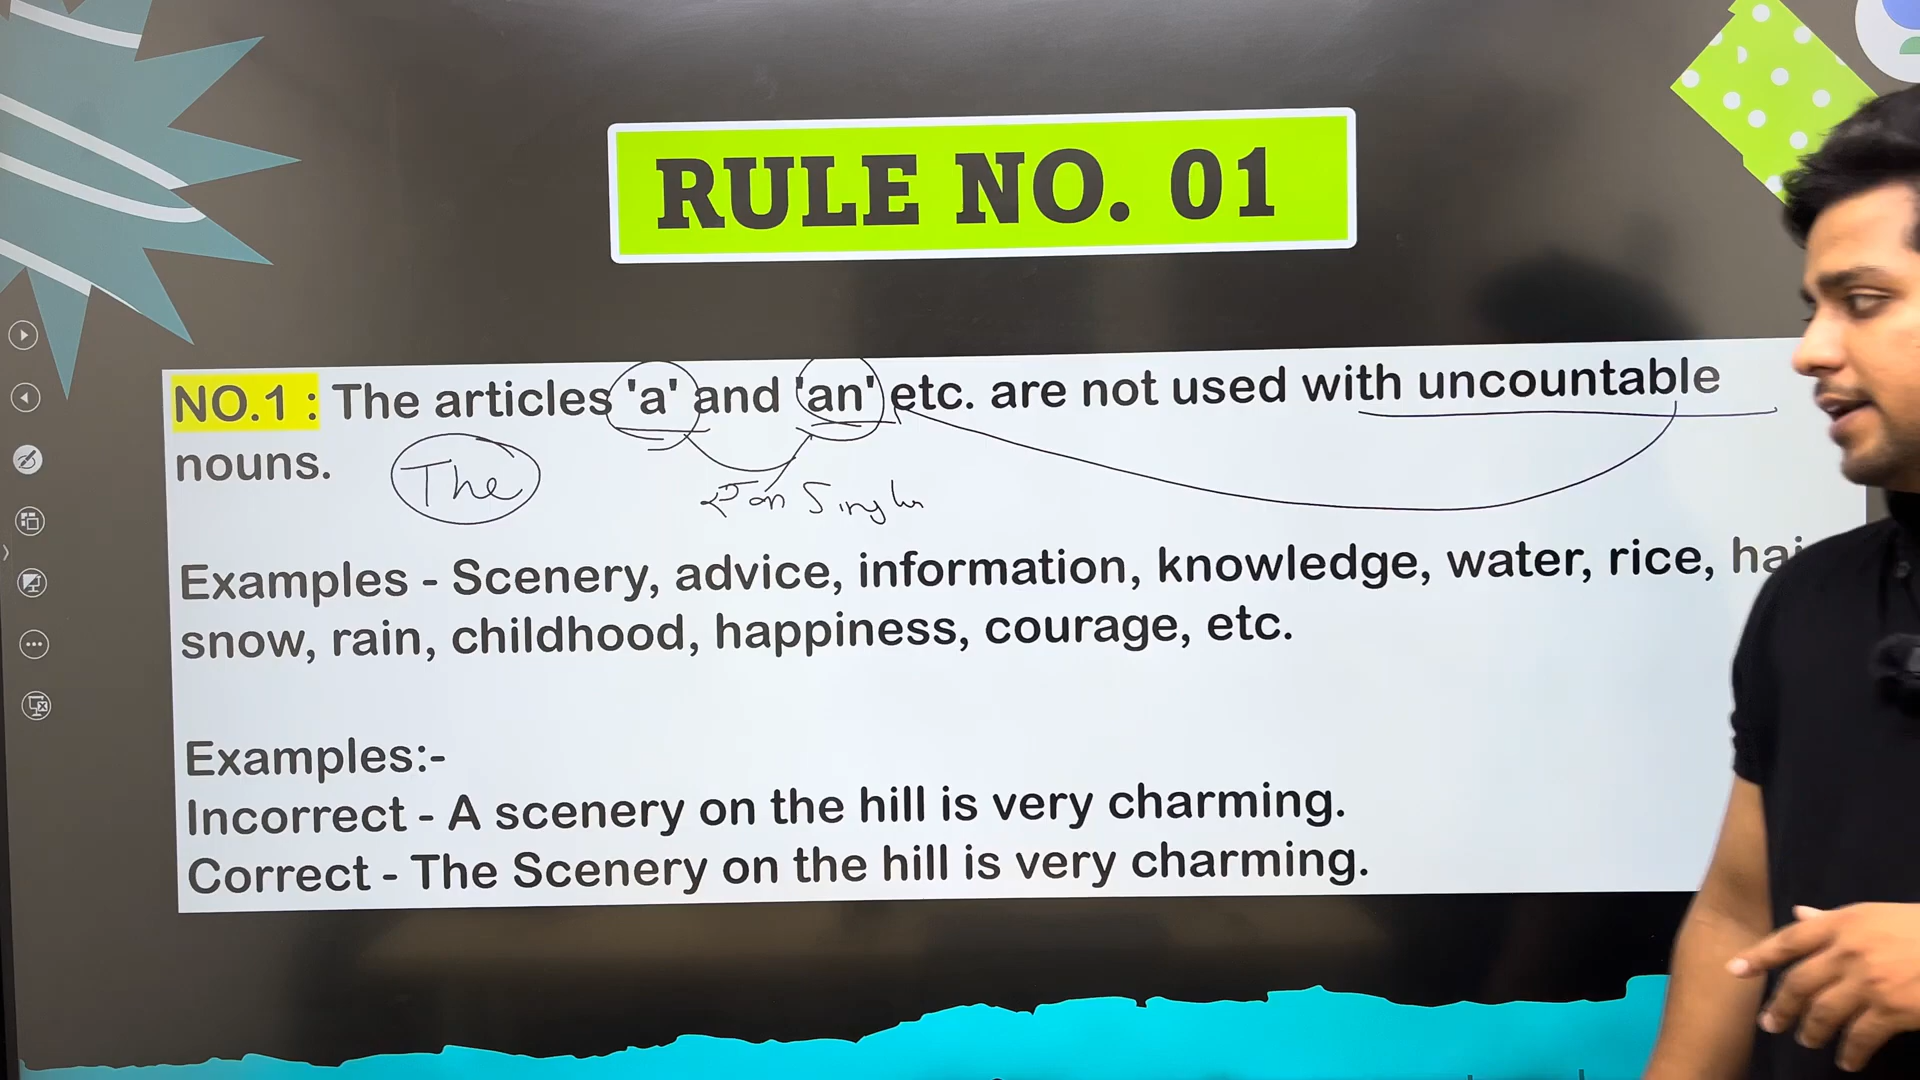 RULE NO. 01
NO.1 : The articles 'a' and 'an' etc. are not used with uncountable
nouns.
The
Examples - Scenery, advice, information, knowledge, water, rice,
snow, rain, childhood, happiness, courage, etc.
Examples:-
Incorrect - A scenery on the hill is very charming.
Correct - The Scenery on the hill is very charming.